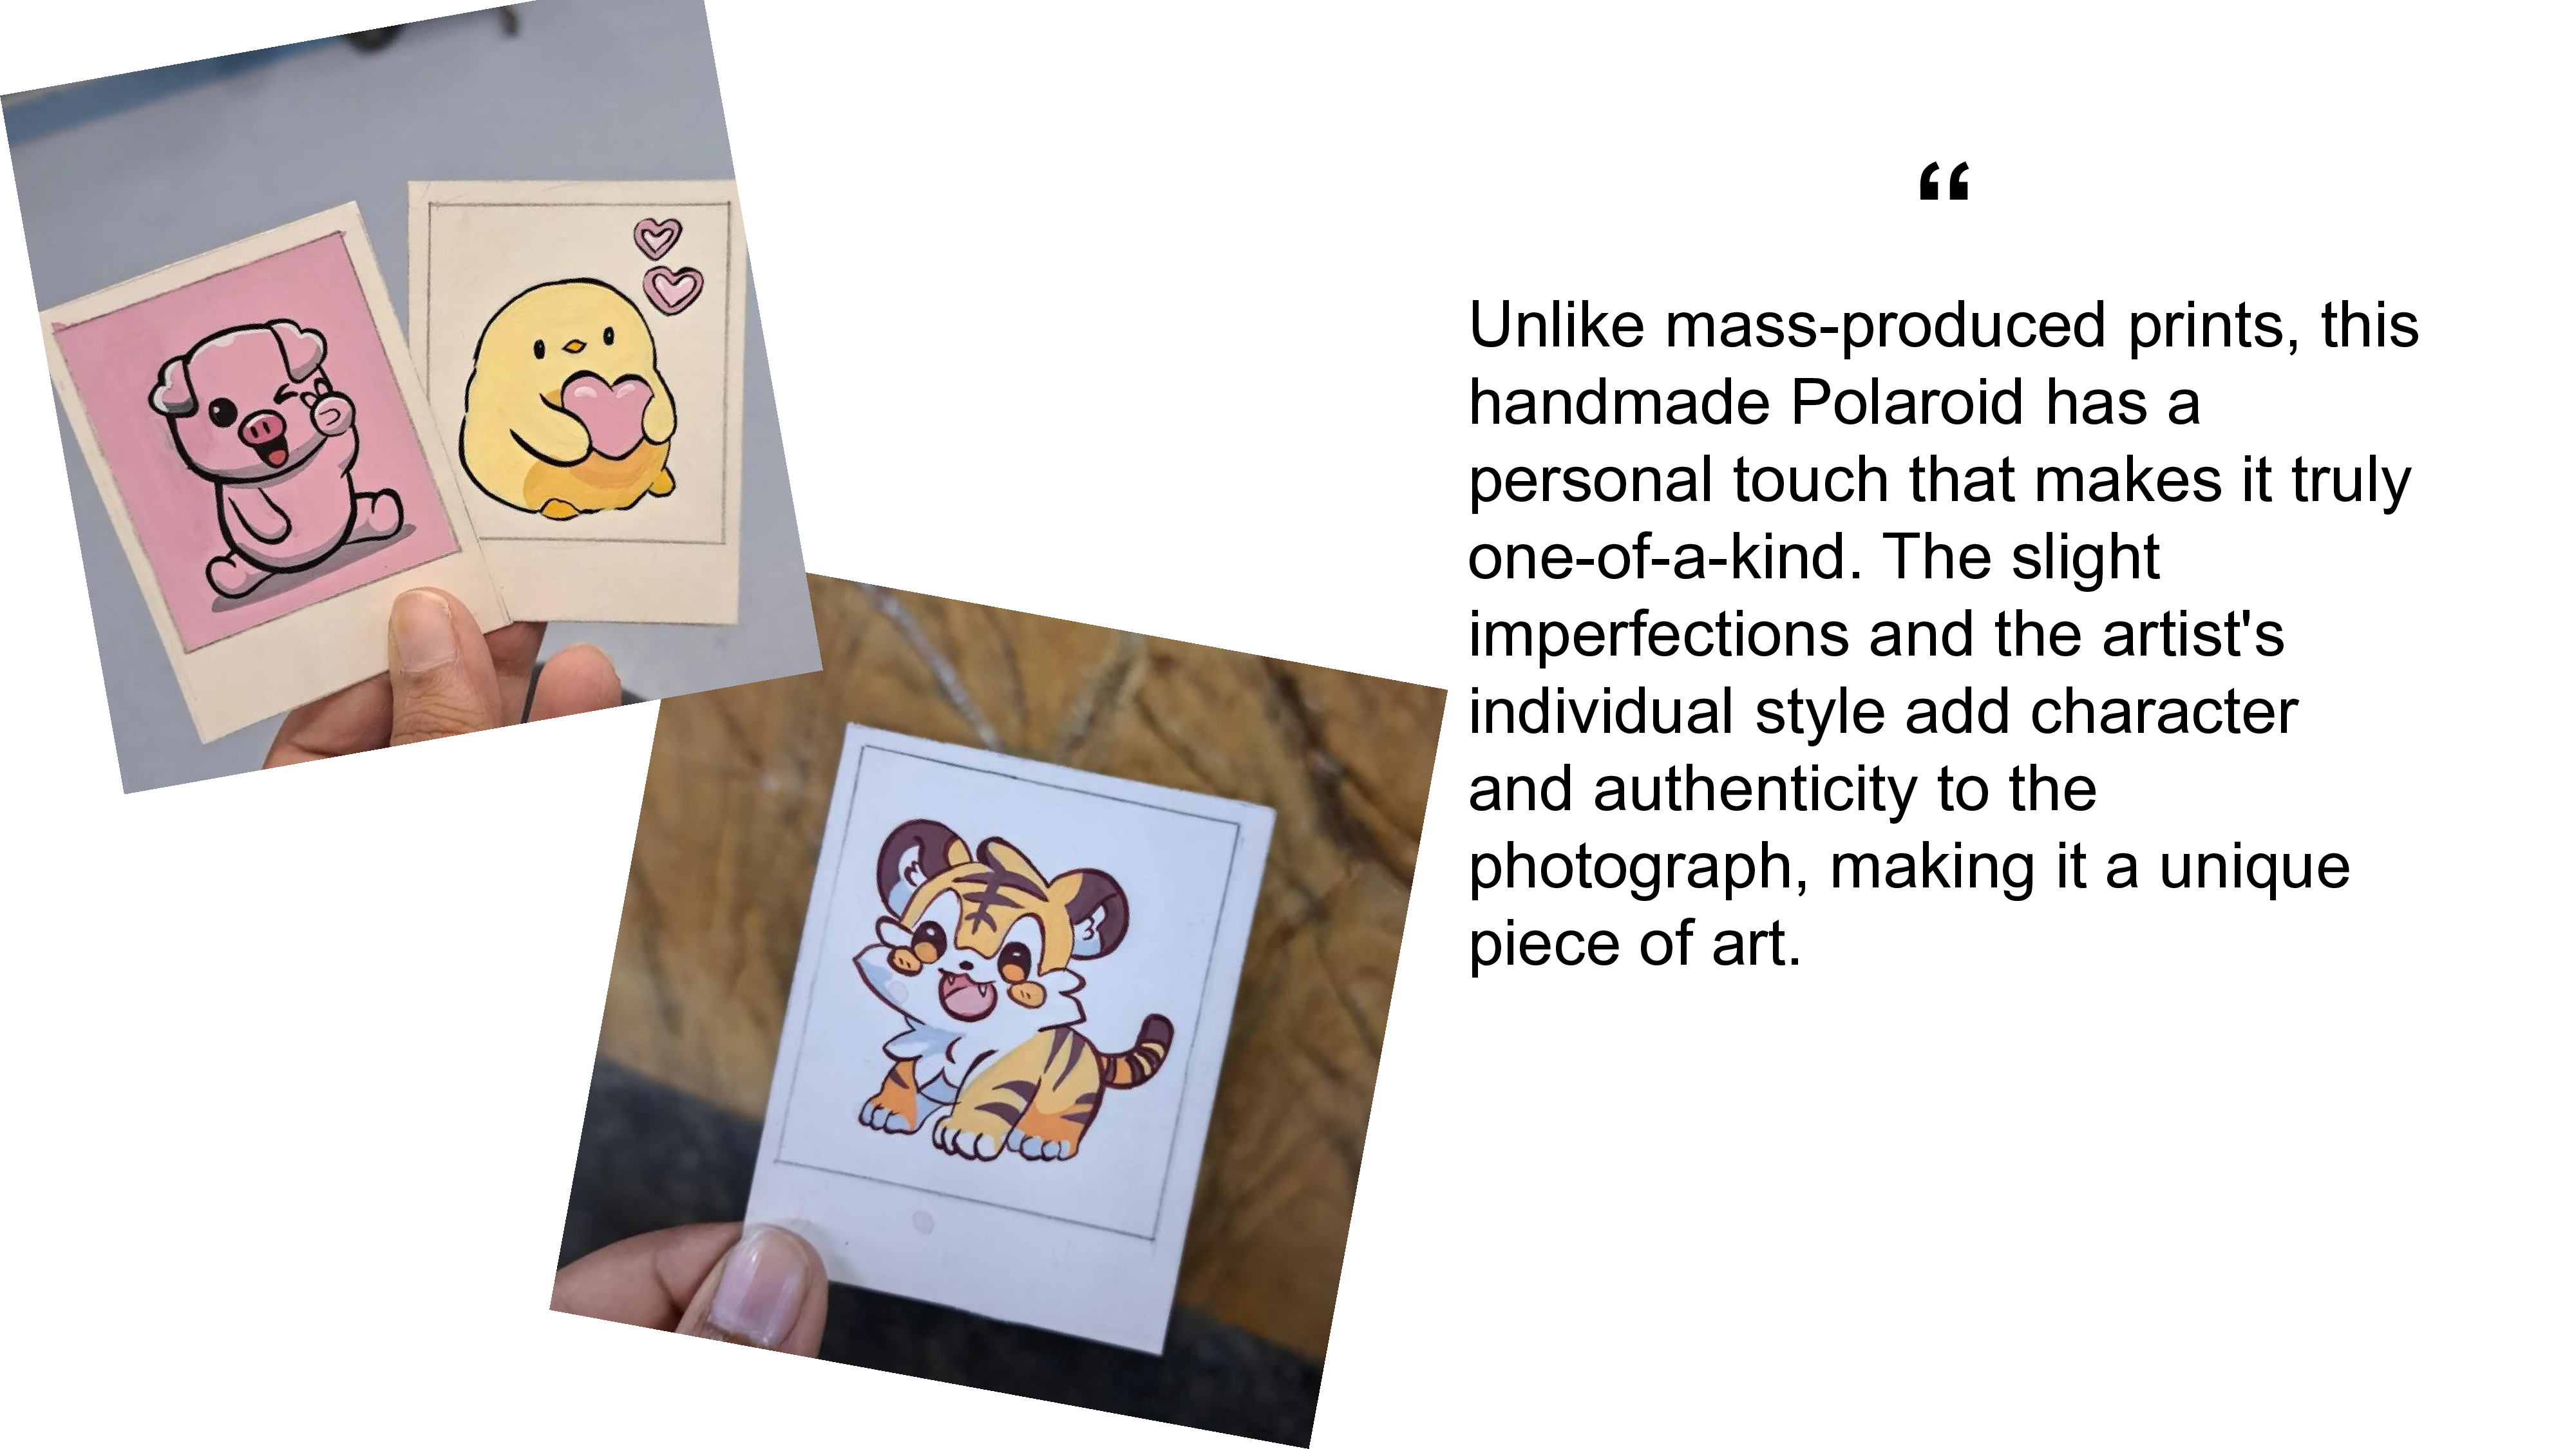 “
Unlike mass-produced prints, this
handmade Polaroid has a
personal touch that makes it truly
one-of-a-kind. The slight
imperfections and the artist's
individual style add character
and authenticity to the
photograph, making it a unique
piece of art.